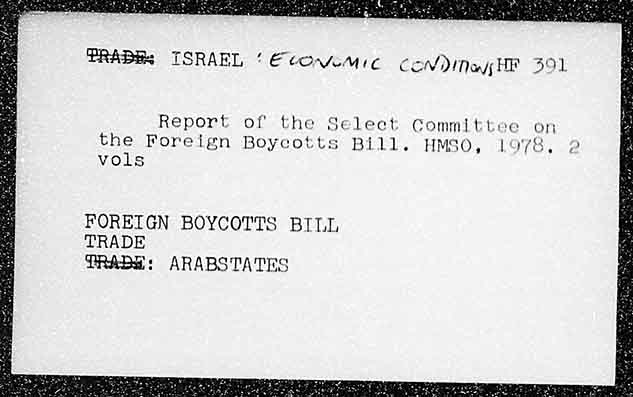 TRADE: ISRAEL : ECONOMIC CONDITIONS HF 391
Report of the Select Committee on
the Foreign Boycotts Bill. HMSO, 1978. 2
vols
FOREIGN BOYCOTTS BILL
TRADE
TRADE: ARABSTATES